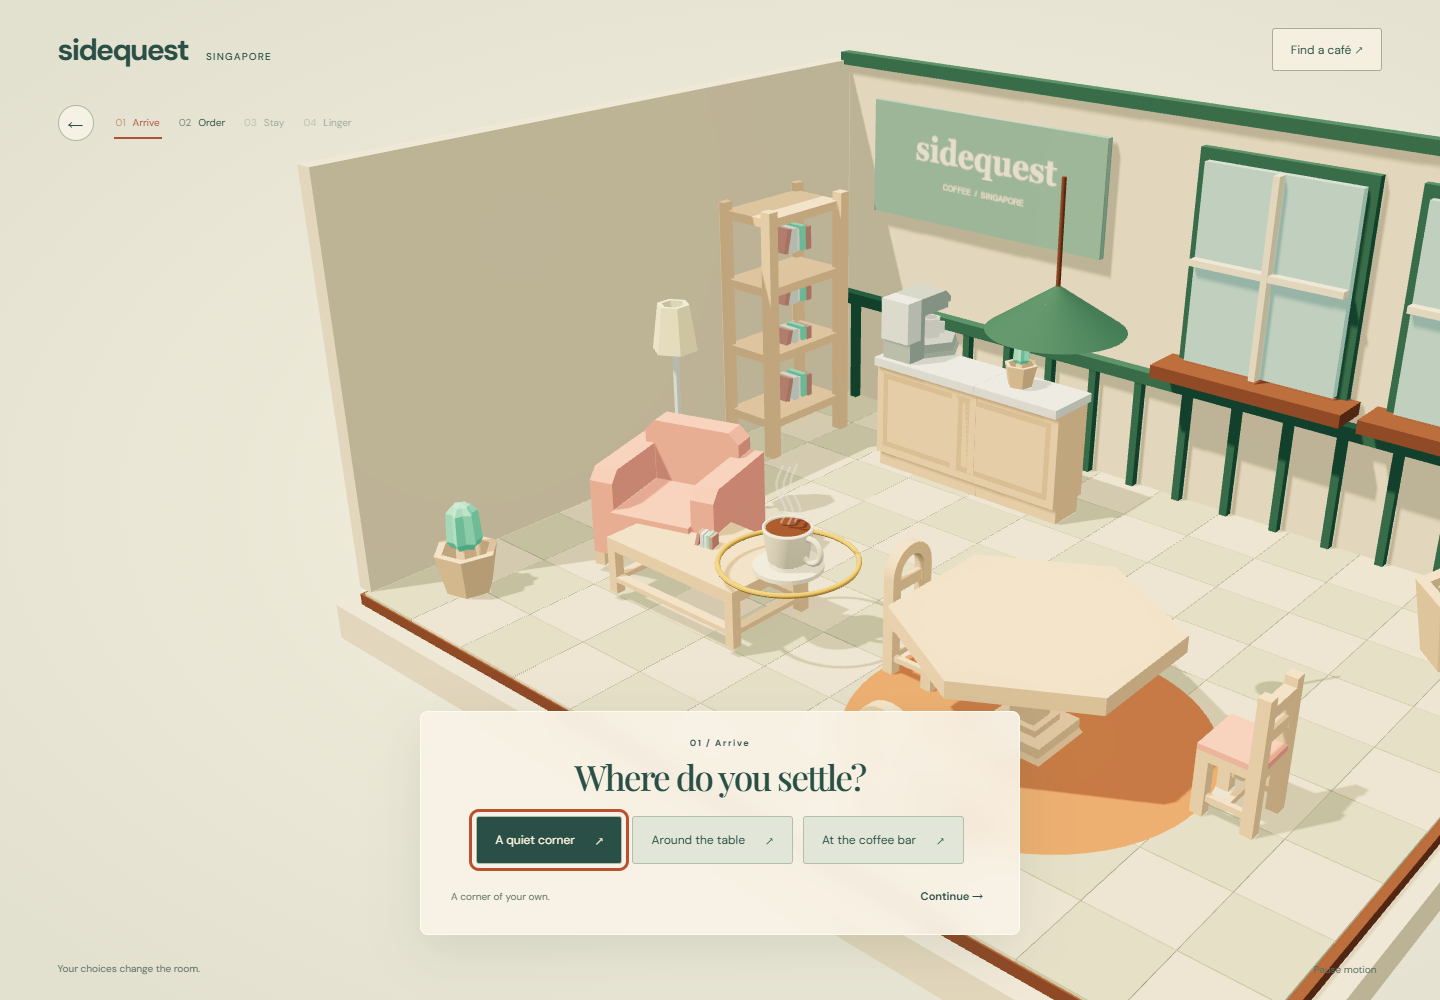 sidequest SINGAPORE
Find a café ↗
← 01 Arrive 02 Order 03 Stay 04 Linger
sidequest
COFFEE / SINGAPORE
01 / Arrive
Where do you settle?
A quiet corner ↗
Around the table ↗
At the coffee bar ↗
A corner of your own.
Continue →
Your choices change the room.
Pause motion